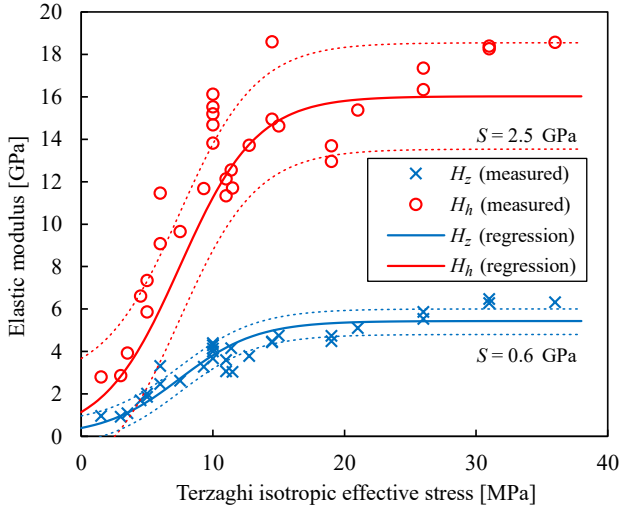 Elastic modulus [GPa]
20
18
16
14
12
10
8
6
4
2
0
S = 2.5 GPa
Hz (measured)
Hh (measured)
Hz (regression)
Hh (regression)
S = 0.6 GPa
0 10 20 30 40
Terzaghi isotropic effective stress [MPa]